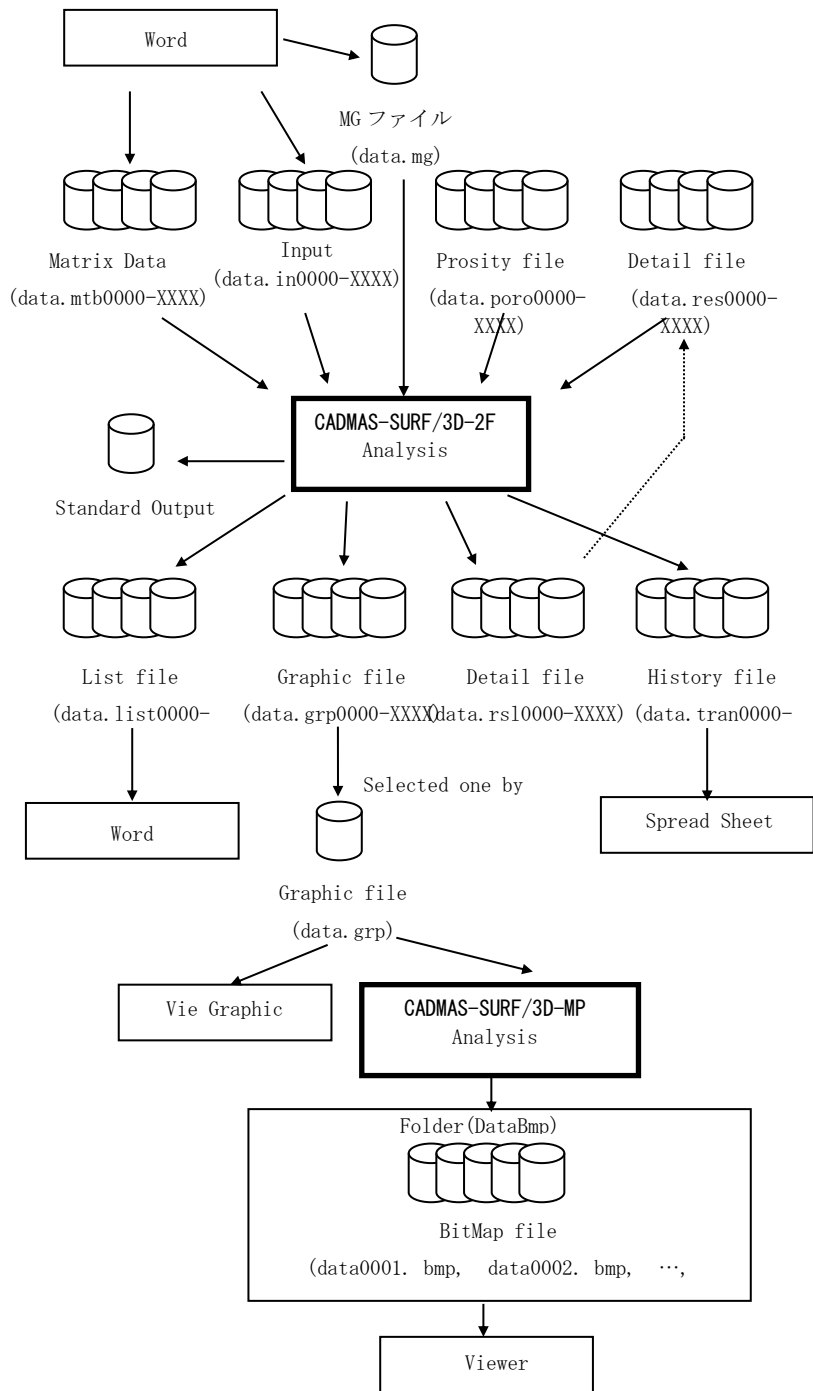 Word
MG ファイル
(data.mg)
Matrix Data
(data.mtb0000-XXXX)
Input
(data.in0000-XXXX)
Prosity file
(data.poro0000-
XXXX)
Detail file
(data.res0000-
XXXX)
CADMAS-SURF/3D-2F
Analysis
Standard Output
List file
(data.list0000-
Graphic file
(data.grp0000-XXXX)
Detail file
(data.rsl0000-XXXX)
History file
(data.tran0000-
Selected one by
Word
Spread Sheet
Graphic file
(data.grp)
Vie Graphic
CADMAS-SURF/3D-MP
Analysis
Folder(DataBmp)
BitMap file
(data0001. bmp, data0002. bmp, …,
Viewer